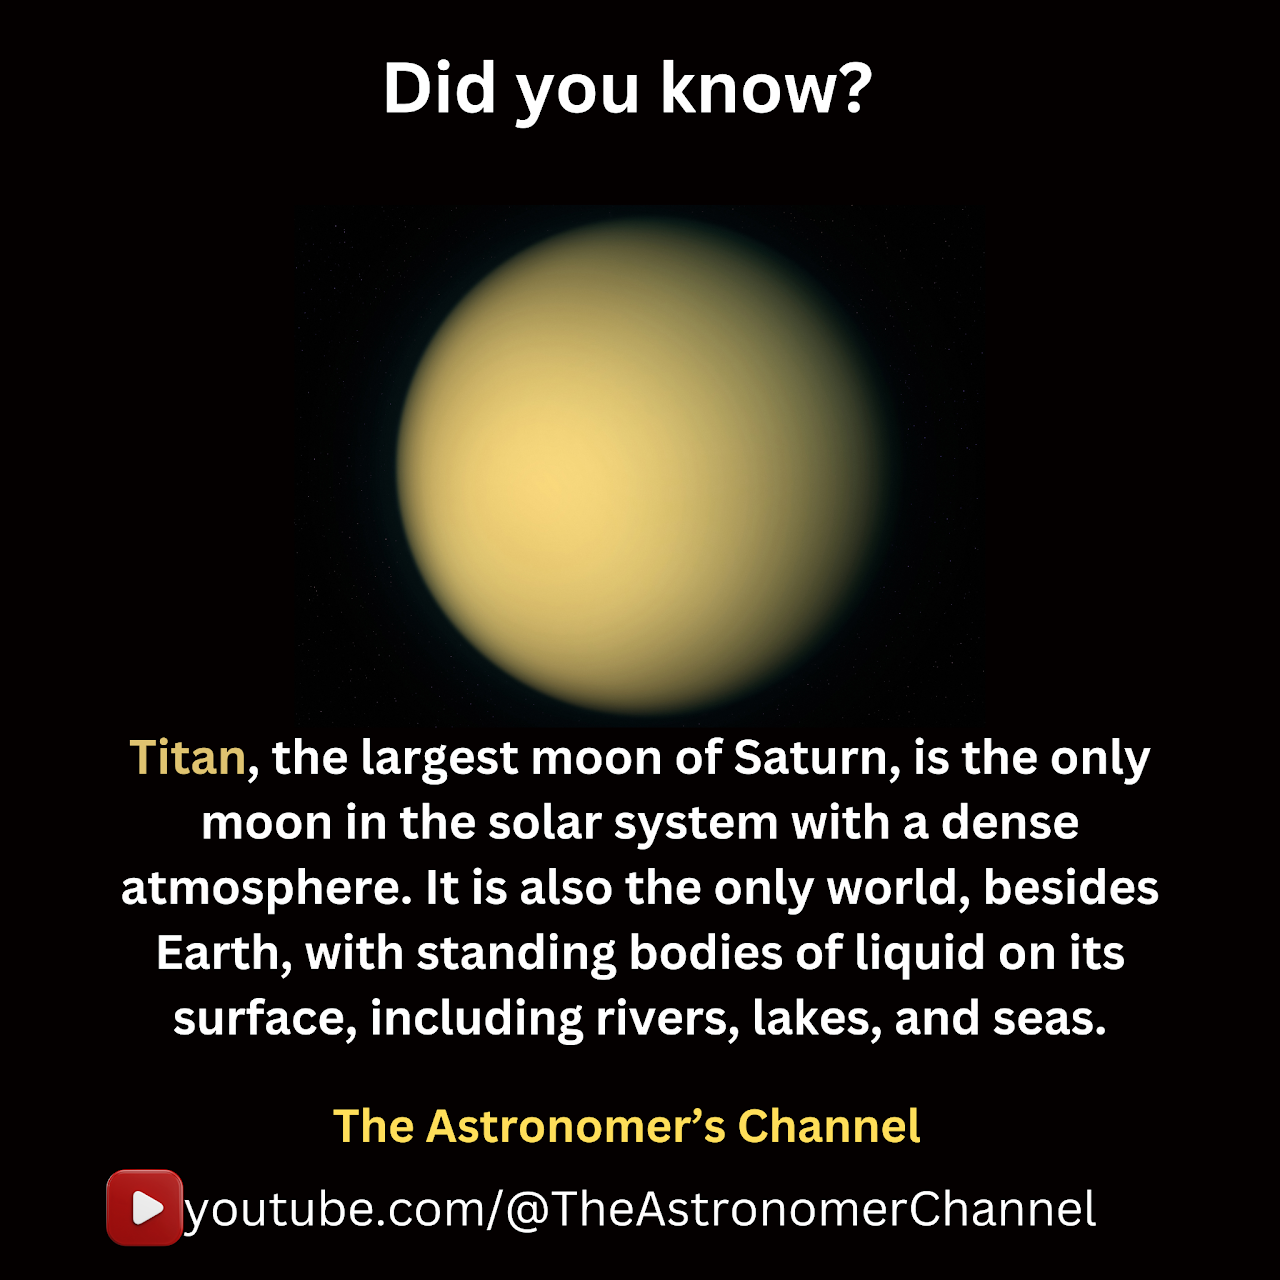 Did you know?
Titan, the largest moon of Saturn, is the only
moon in the solar system with a dense
atmosphere. It is also the only world, besides
Earth, with standing bodies of liquid on its
surface, including rivers, lakes, and seas.
The Astronomer’s Channel
youtube.com/@TheAstronomerChannel